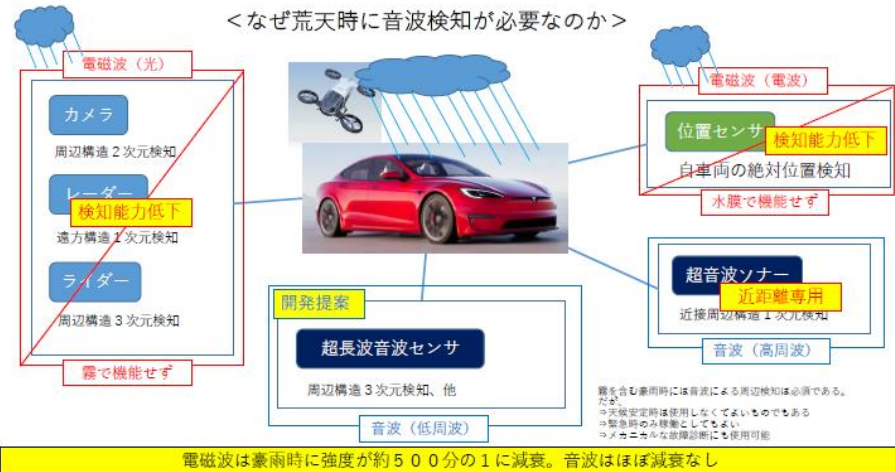 ＜なぜ荒天時に音波検知が必要なのか＞
電磁波（光）
カメラ
周辺構造２次元検知
レーダー
検知能力低下
遠方構造１次元検知
ライダー
周辺構造３次元検知
霧で機能せず
電磁波（電波）
位置センサ
検知能力低下
自車両の絶対位置検知
水膜で機能せず
開発提案
超長波音波センサ
周辺構造３次元検知、他
音波（低周波）
超音波ソナー
近距離専用
近接周辺構造１次元検知
音波（高周波）
霧を含む豪雨時には音波による周辺検知は必須である。
だが、
⇒天候安定時は使用しなくてよいものでもある
⇒緊急時のみ稼働としてもよい
⇒メカニカルな故障診断にも使用可能
電磁波は豪雨時に強度が約５００分の１に減衰。音波はほぼ減衰なし